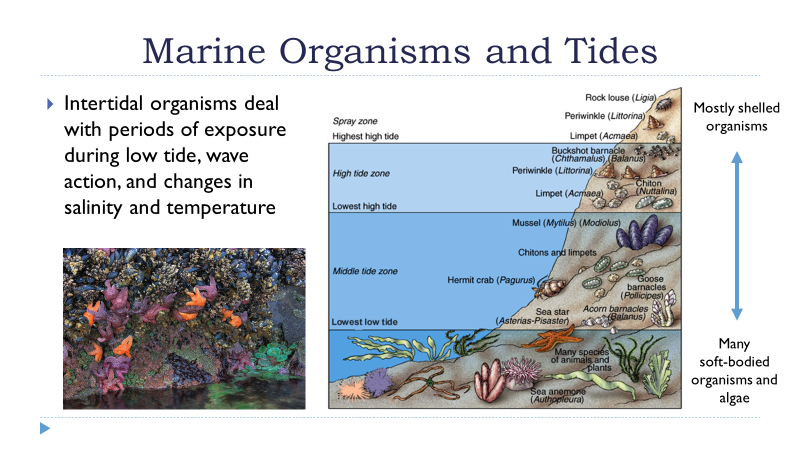 Marine Organisms and Tides
Intertidal organisms deal
with periods of exposure
during low tide, wave
action, and changes in
salinity and temperature
Rock louse (Ligia)
Periwinkle (Littorina)
Spray zone
Highest high tide
Limpet (Acmaea)
Buckshot barnacle
(Chthamalus) (Balanus)
High tide zone
Periwinkle (Littorina)
Chiton
(Nuttalina)
Limpet (Acmaea)
Lowest high tide
Mussel (Mytilus) (Modiolus)
Chitons and limpets
Middle tide zone
Hermit crab (Pagurus)
Goose
barnacles
(Pollicipes)
Sea star
(Asterias-Pisaster)
Acorn barnacles
(Balanus)
Lowest low tide
Many species
of animals and
plants
Sea anemone
(Authopleura)
Mostly shelled
organisms
Many
soft-bodied
organisms and
algae